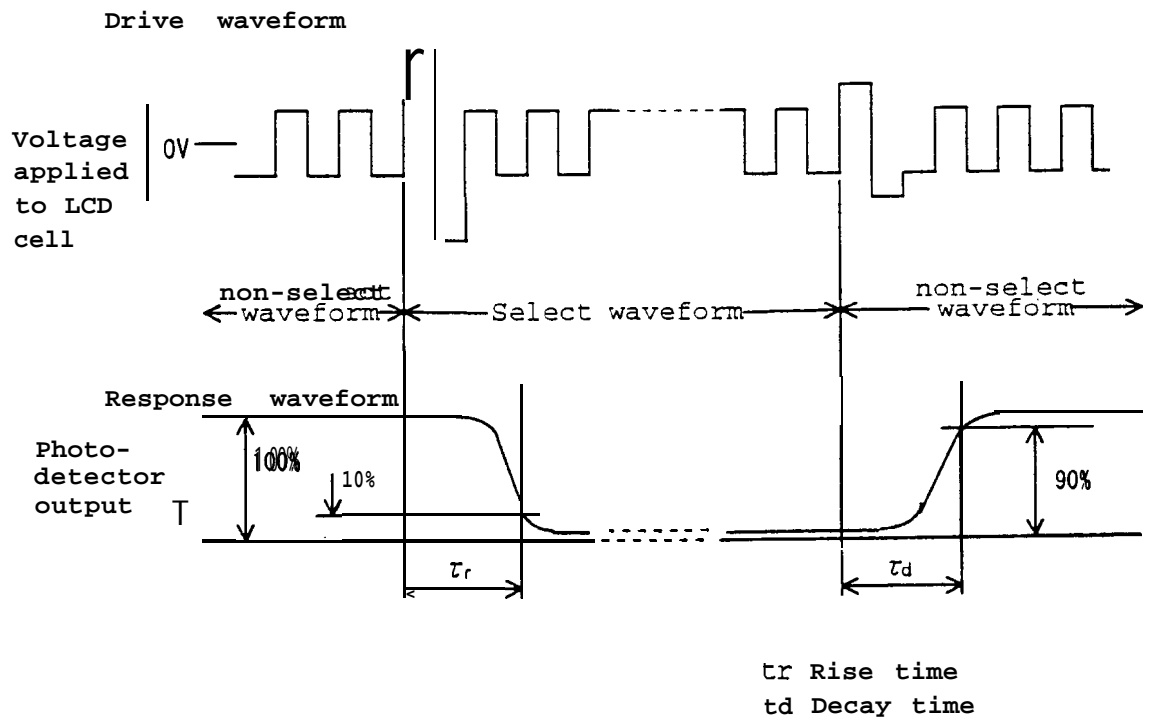 Drive waveform
Voltage
applied
to LCD
cell
0V
non-select
waveform
Select waveform
non-select
waveform
Response waveform
Photo-
detector
output
T
100%
10%
90%
τr
τd
tr Rise time
td Decay time